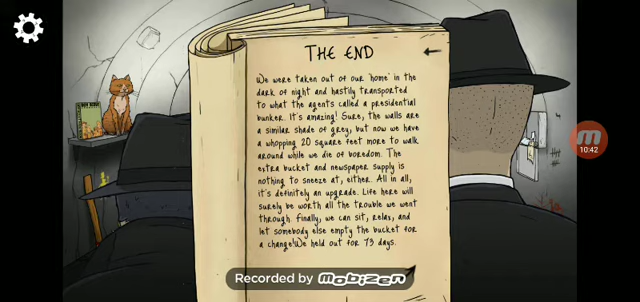 THE END
We were taken out of our 'home' in the
dark of night and hastily transported
to what the agents called a presidential
bunker. It's amazing! Sure, the walls are
a similar shade of grey, but now we have
a whopping 20 square feet more to walk
around while we die of boredom. The
extra bucket and newspaper supply is
nothing to sneeze at, either. All in all,
it's definitely an upgrade. Life here will
surely be worth all the trouble we went
through. Finally, we can sit, relax, and
let somebody else empty the bucket for
a change!We held out for 73 days.
10:42
Recorded by mobizen